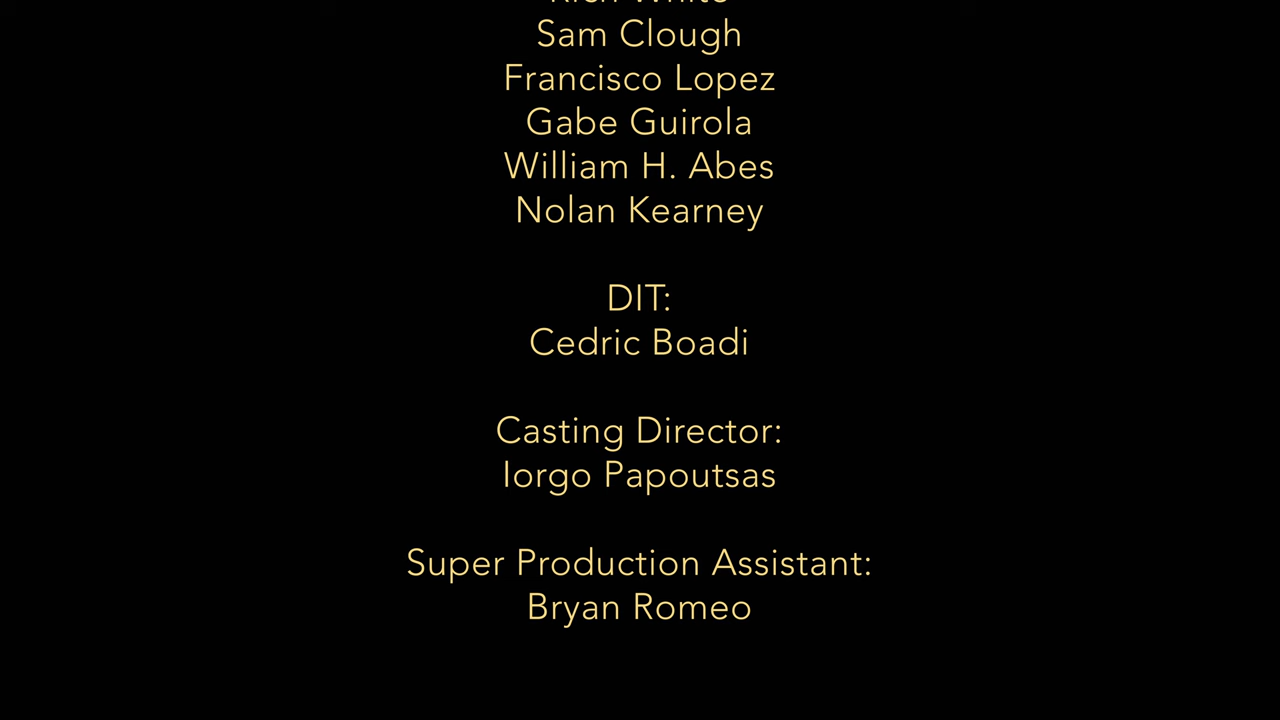 Sam Clough
Francisco Lopez
Gabe Guirola
William H. Abes
Nolan Kearney
DIT:
Cedric Boadi
Casting Director:
Iorgo Papoutsas
Super Production Assistant:
Bryan Romeo